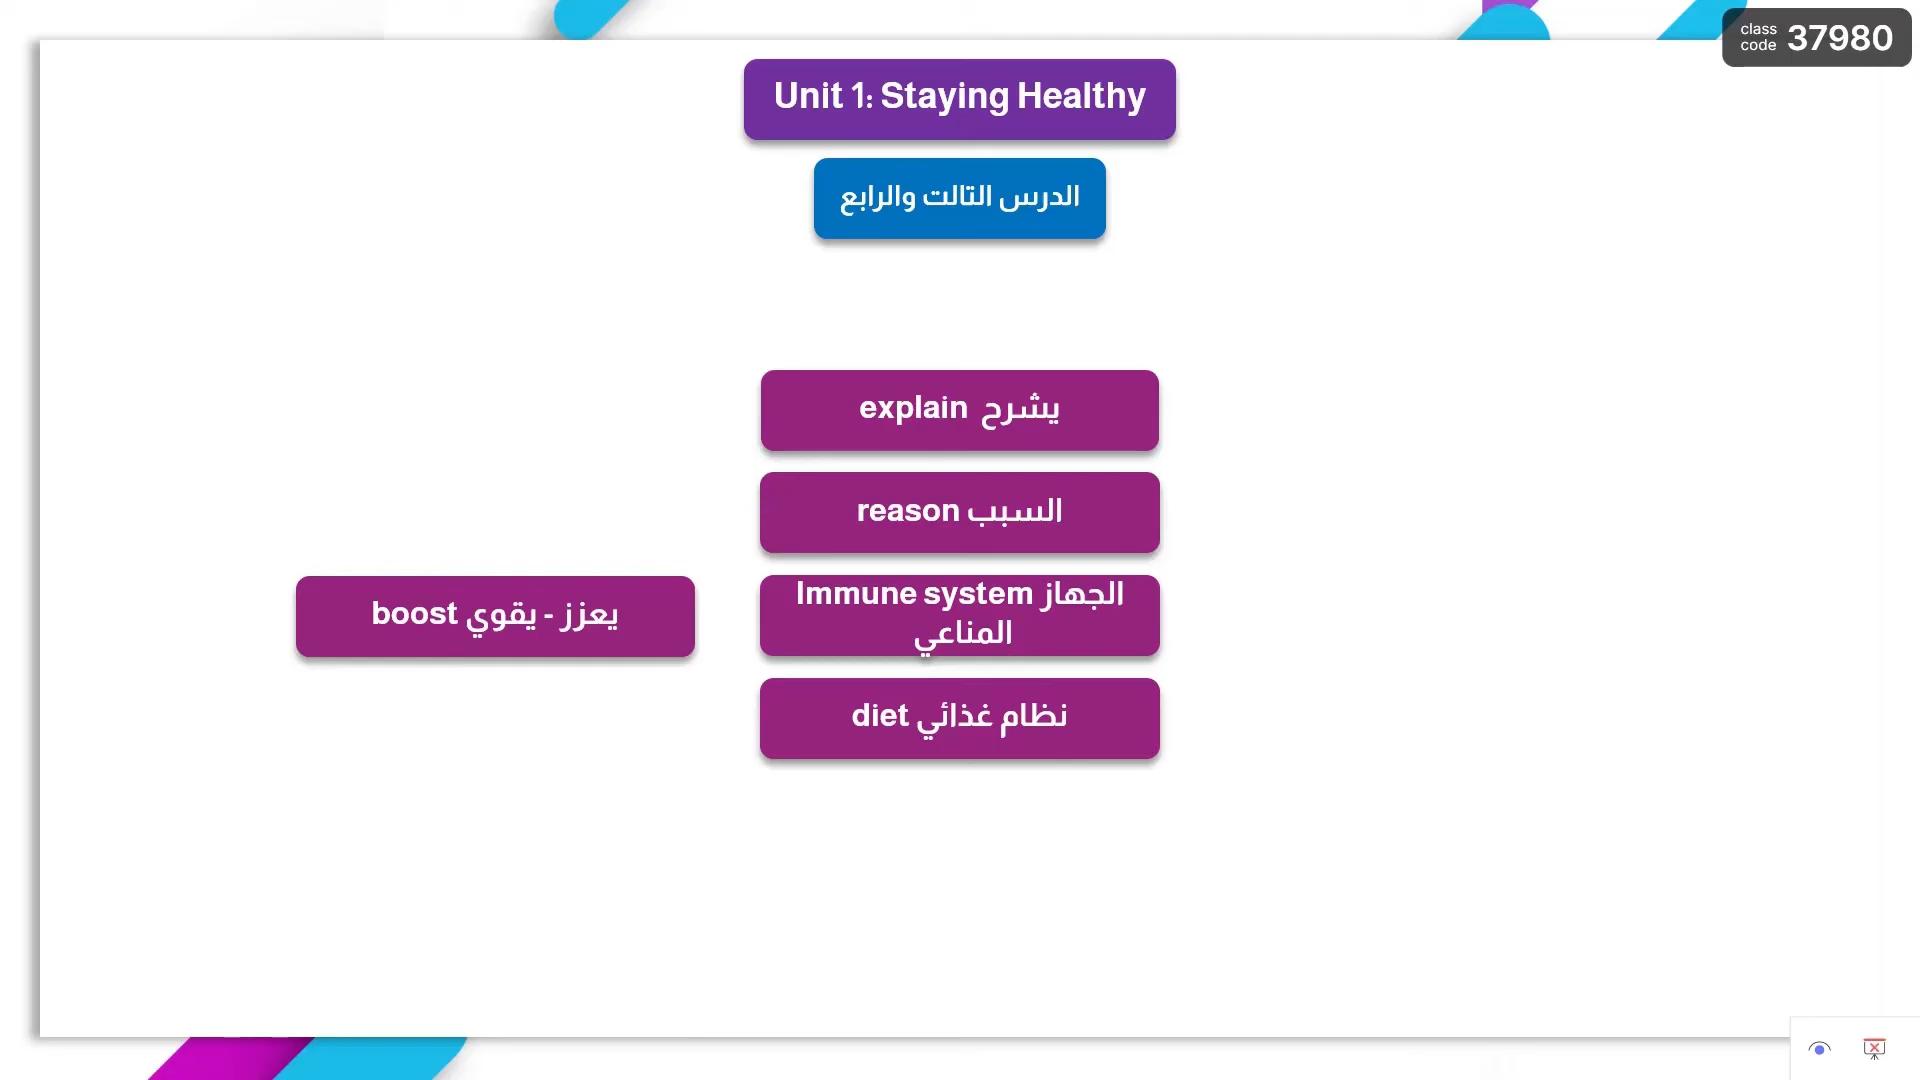 class code 37980
Unit 1: Staying Healthy
الدرس التالت والرابع
explain يشرح
reason السبب
boost يعزز - يقوي
Immune system الجهاز
المناعي
diet نظام غذائي